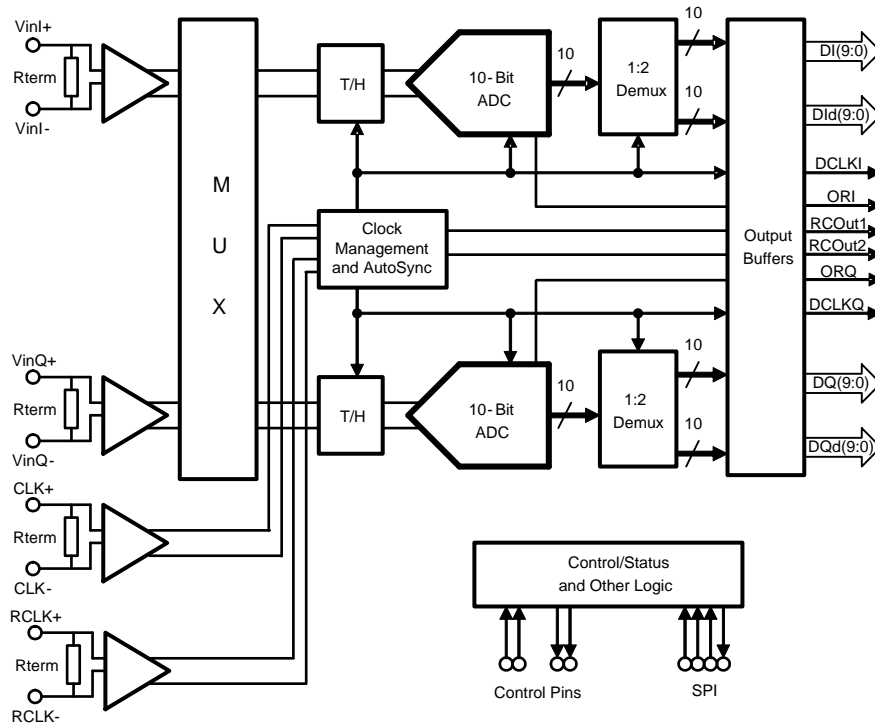 VinI+
Rterm
VinI-
MUX
T/H
10-Bit
ADC
10
1:2
Demux
10
10
Output
Buffers
DI(9:0)
DId(9:0)
DCLKI
ORI
RCOut1
RCOut2
ORQ
DCLKQ
DQ(9:0)
DQd(9:0)
Clock
Management
and AutoSync
VinQ+
Rterm
VinQ-
T/H
10-Bit
ADC
10
1:2
Demux
10
10
CLK+
Rterm
CLK-
RCLK+
Rterm
RCLK-
Control/Status
and Other Logic
Control Pins
SPI